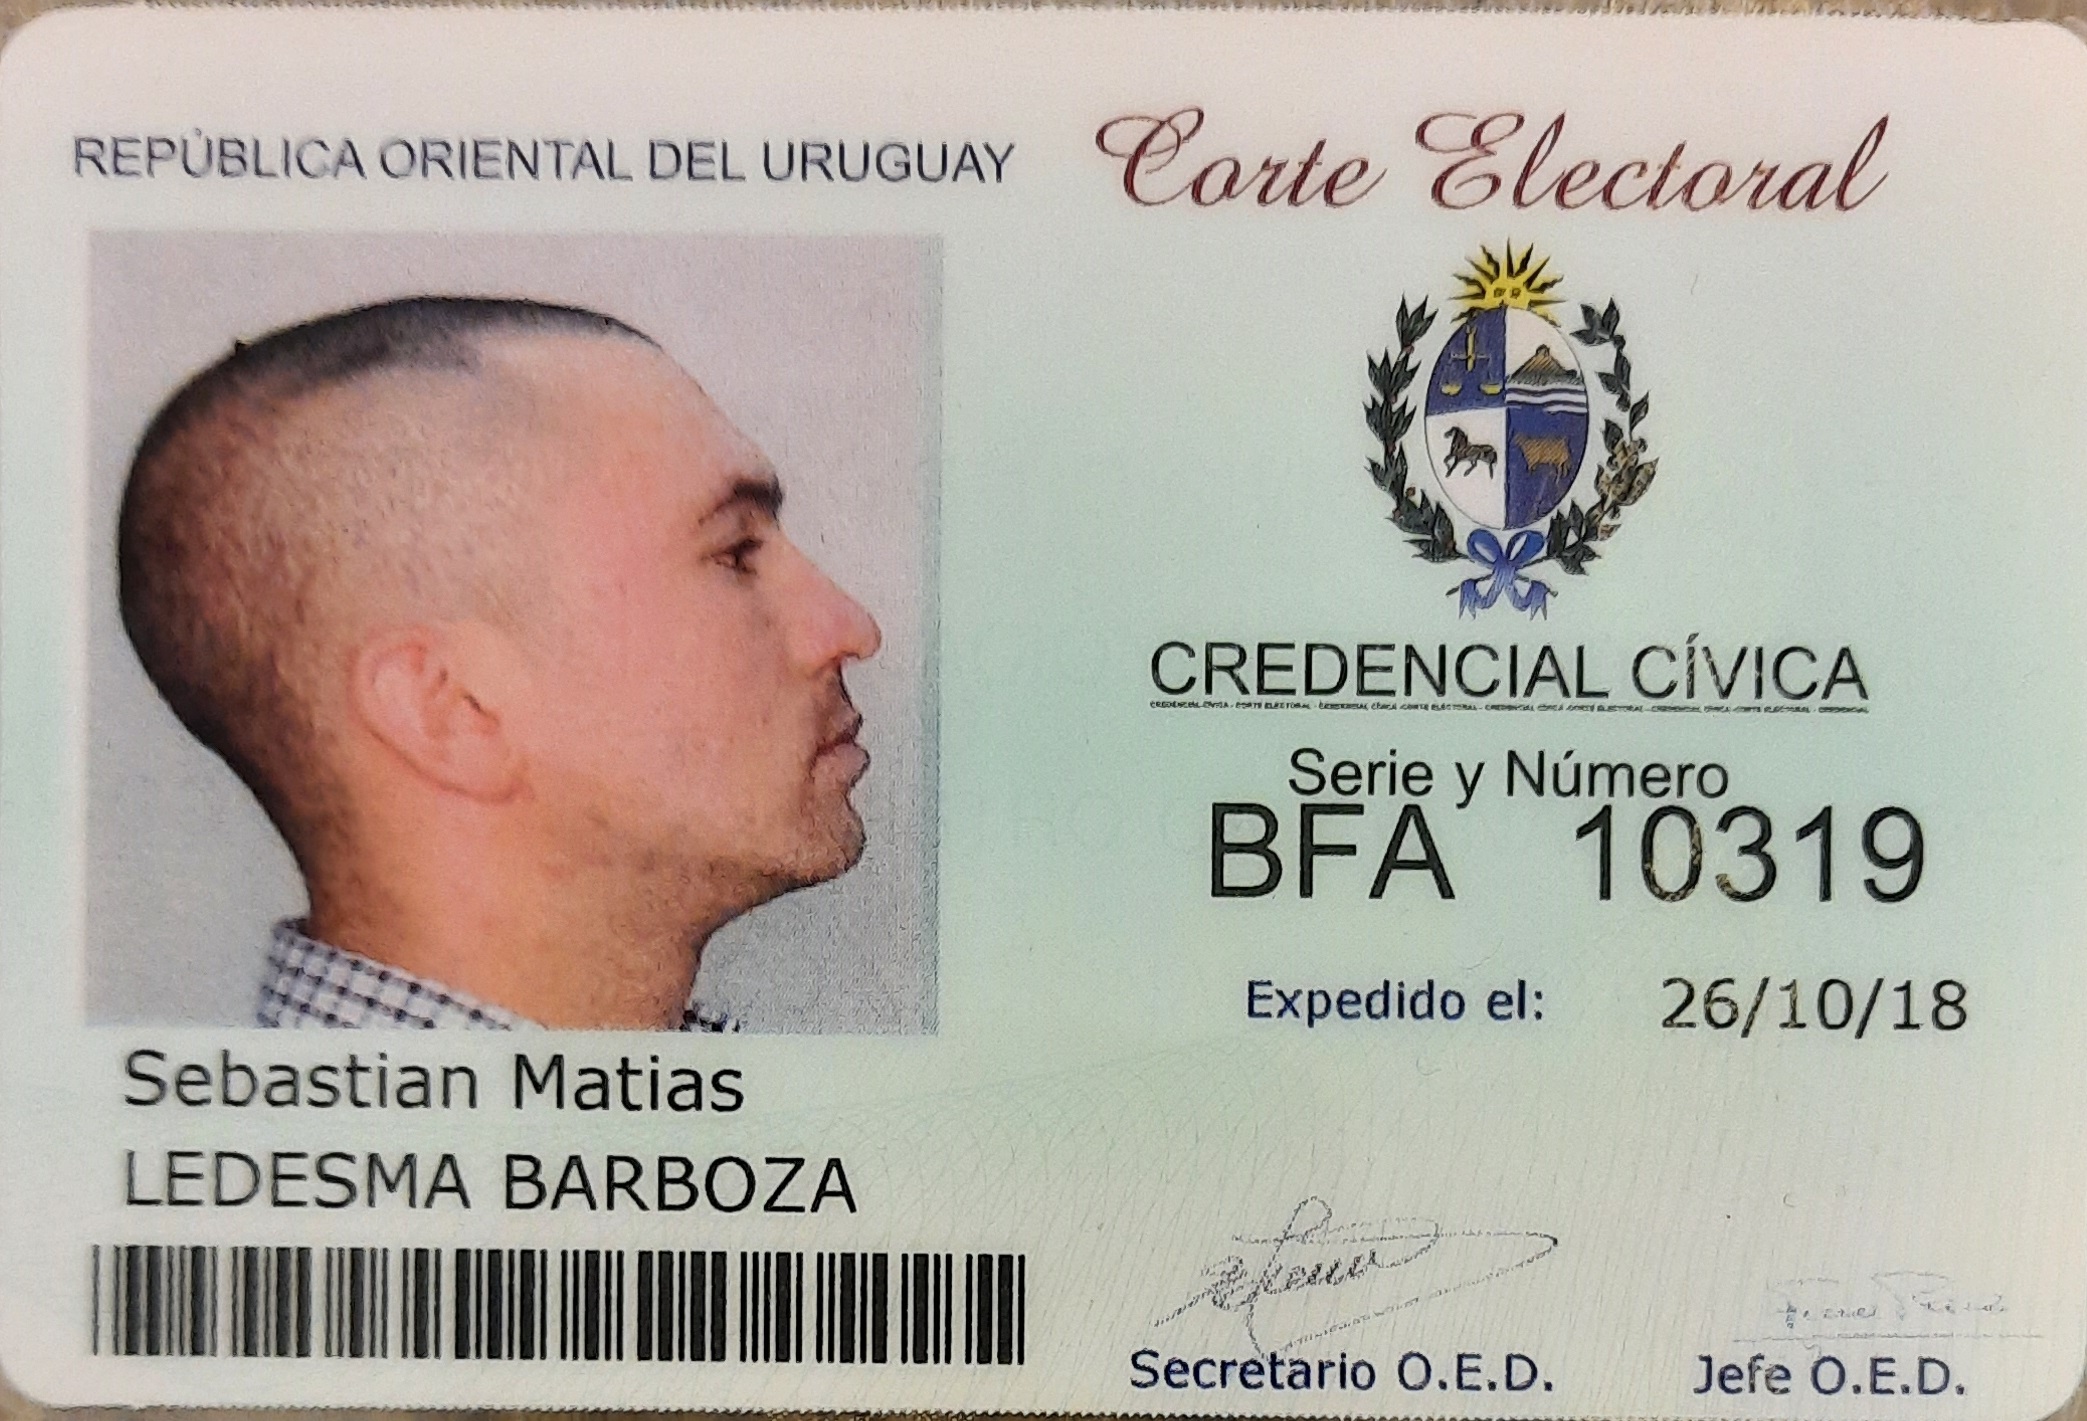 REPÚBLICA ORIENTAL DEL URUGUAY
Corte Electoral
CREDENCIAL CÍVICA
CREDENCIAL CÍVICA - CORTE ELECTORAL - CREDENCIAL CÍVICA - CORTE ELECTORAL - CREDENCIAL CÍVICA - CORTE ELECTORAL - CREDENCIAL CÍVICA - CORTE ELECTORAL - CREDENCIAL
Serie y Número
BFA 10319
Expedido el: 26/10/18
Sebastian Matias
LEDESMA BARBOZA
Secretario O.E.D.
Jefe O.E.D.